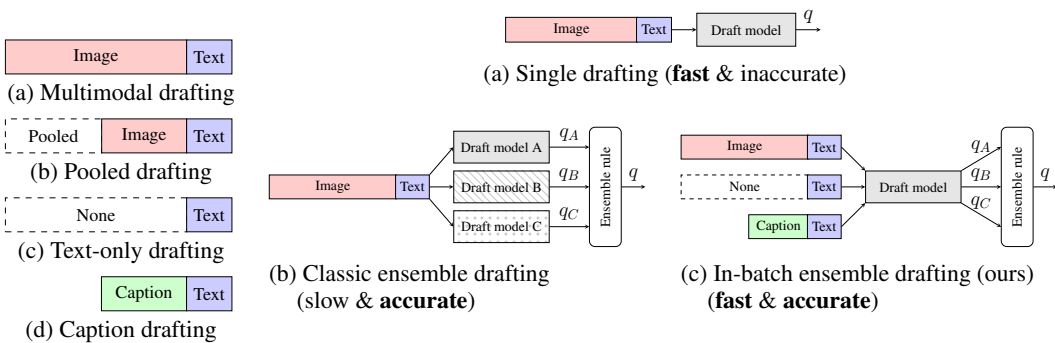 Image Text
(a) Multimodal drafting
Pooled Image Text
(b) Pooled drafting
None Text
(c) Text-only drafting
Caption Text
(d) Caption drafting
Image Text Draft model q
(a) Single drafting (fast & inaccurate)
Image Text
Draft model A
Draft model B
Draft model C
q_A
q_B
q_C
Ensemble rule
q
(b) Classic ensemble drafting
(slow & accurate)
Image Text
None Text
Caption Text
Draft model
q_A
q_B
q_C
Ensemble rule
q
(c) In-batch ensemble drafting (ours)
(fast & accurate)